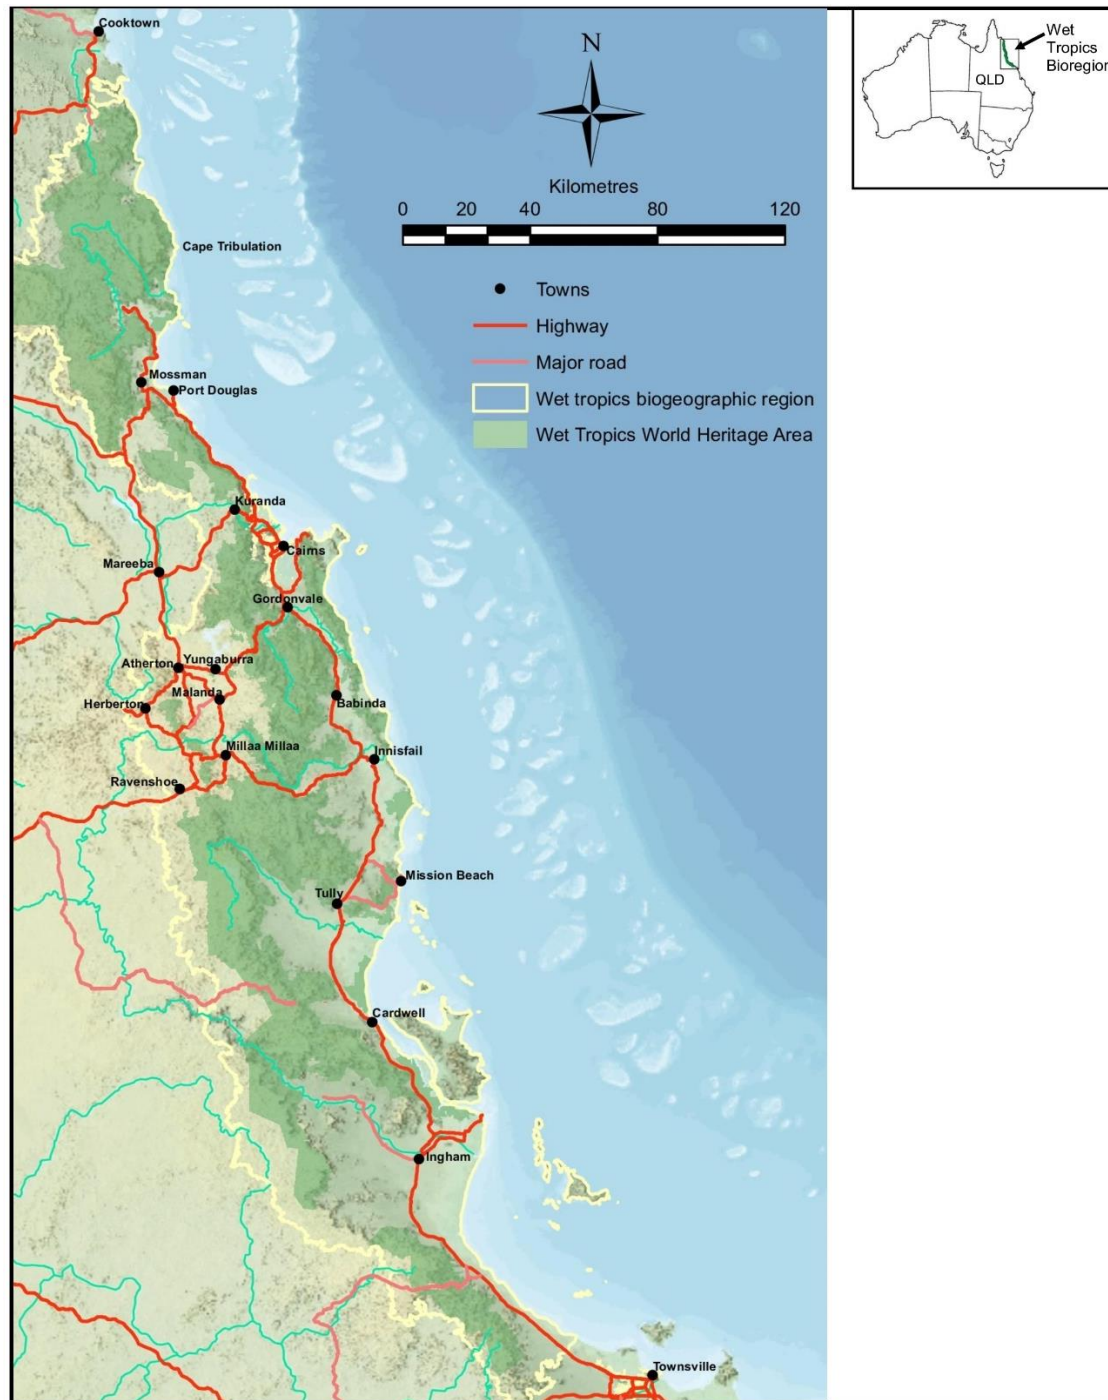 Cooktown
N
Kilometres
0 20 40 80 120
Cape Tribulation
Towns
Highway
Major road
Wet tropics biogeographic region
Wet Tropics World Heritage Area
Mossman
Port Douglas
Kuranda
Cairns
Mareeba
Gordonvale
Atherton
Yungaburra
Malanda
Herberton
Babinda
Millaa Millaa
Innisfail
Ravenshoe
Mission Beach
Tully
Cardwell
Ingham
Townsville
Wet
Tropics
Bioregion
QLD